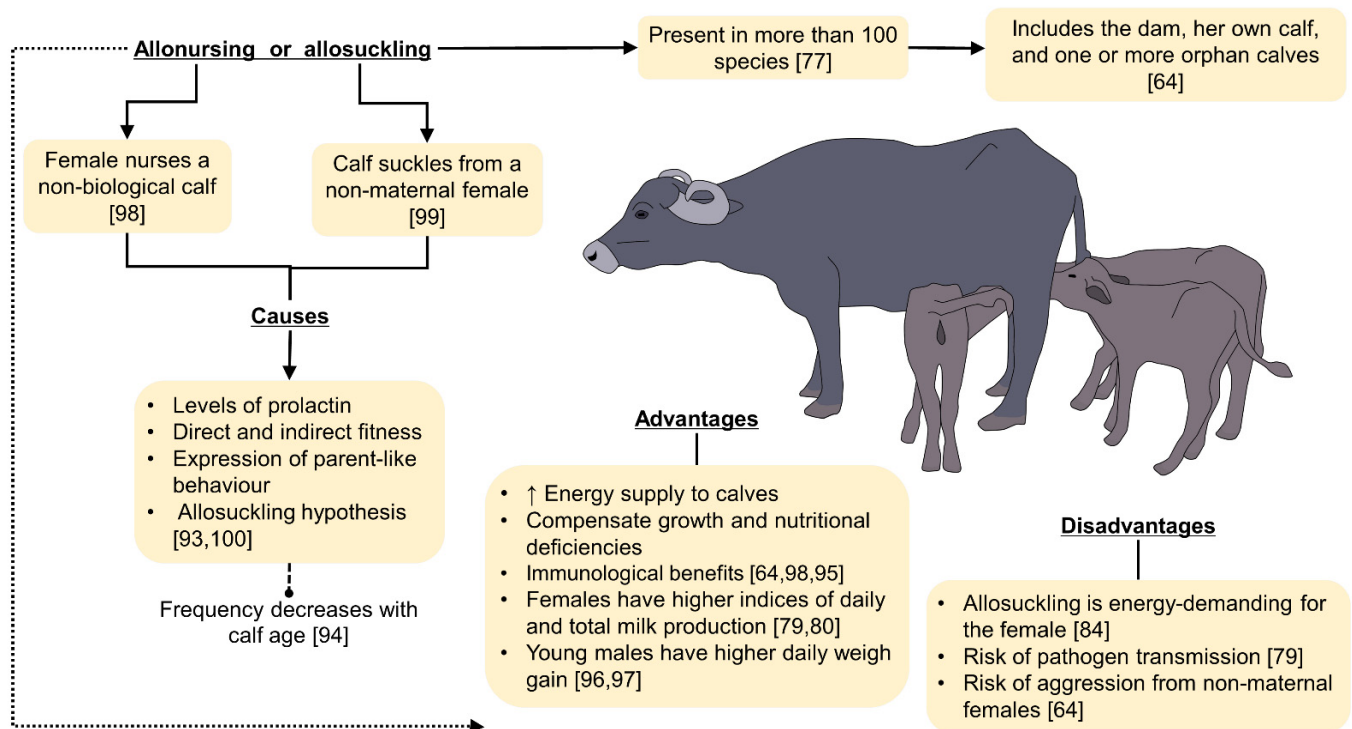 Allonursing or allosuckling
Present in more than 100
species [77]
Includes the dam, her own calf,
and one or more orphan calves
[64]
Female nurses a
non-biological calf
[98]
Calf suckles from a
non-maternal female
[99]
Causes
• Levels of prolactin
• Direct and indirect fitness
• Expression of parent-like
behaviour
• Allosuckling hypothesis
[93,100]
Frequency decreases with
calf age [94]
Advantages
• ↑ Energy supply to calves
• Compensate growth and nutritional
deficiencies
• Immunological benefits [64,98,95]
• Females have higher indices of daily
and total milk production [79,80]
• Young males have higher daily weigh
gain [96,97]
Disadvantages
• Allosuckling is energy-demanding for
the female [84]
• Risk of pathogen transmission [79]
• Risk of aggression from non-maternal
females [64]